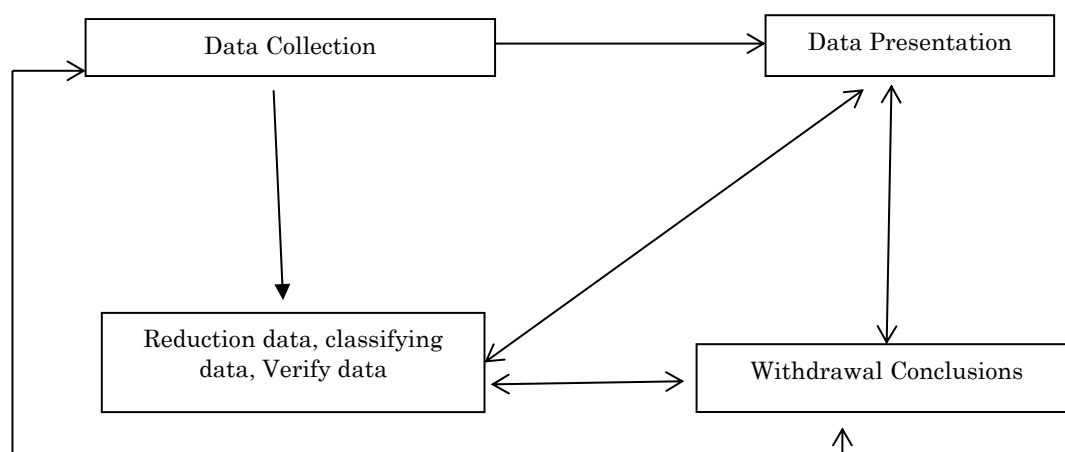 Data Collection
Data Presentation
Reduction data, classifying
data, Verify data
Withdrawal Conclusions